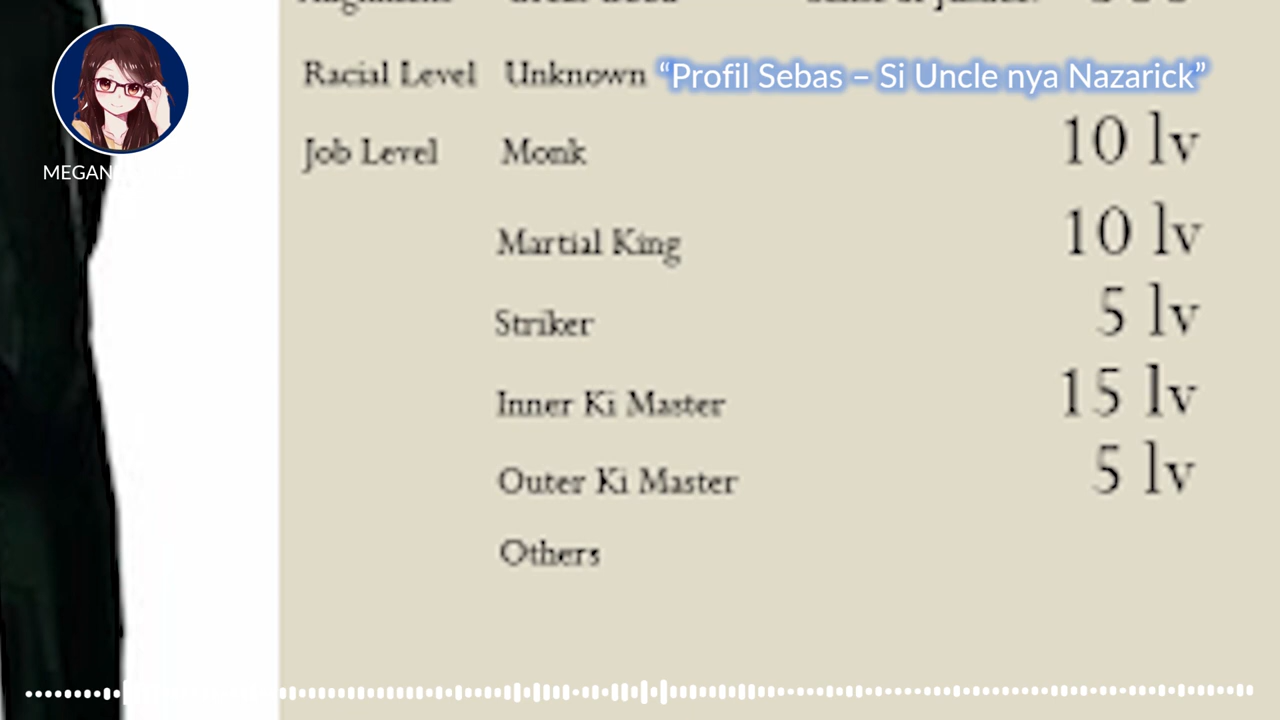 Racial Level Unknown “Profil Sebas – Si Uncle nya Nazarick”
MEGAN
Job Level Monk 10 lv
Martial King 10 lv
Striker 5 lv
Inner Ki Master 15 lv
Outer Ki Master 5 lv
Others